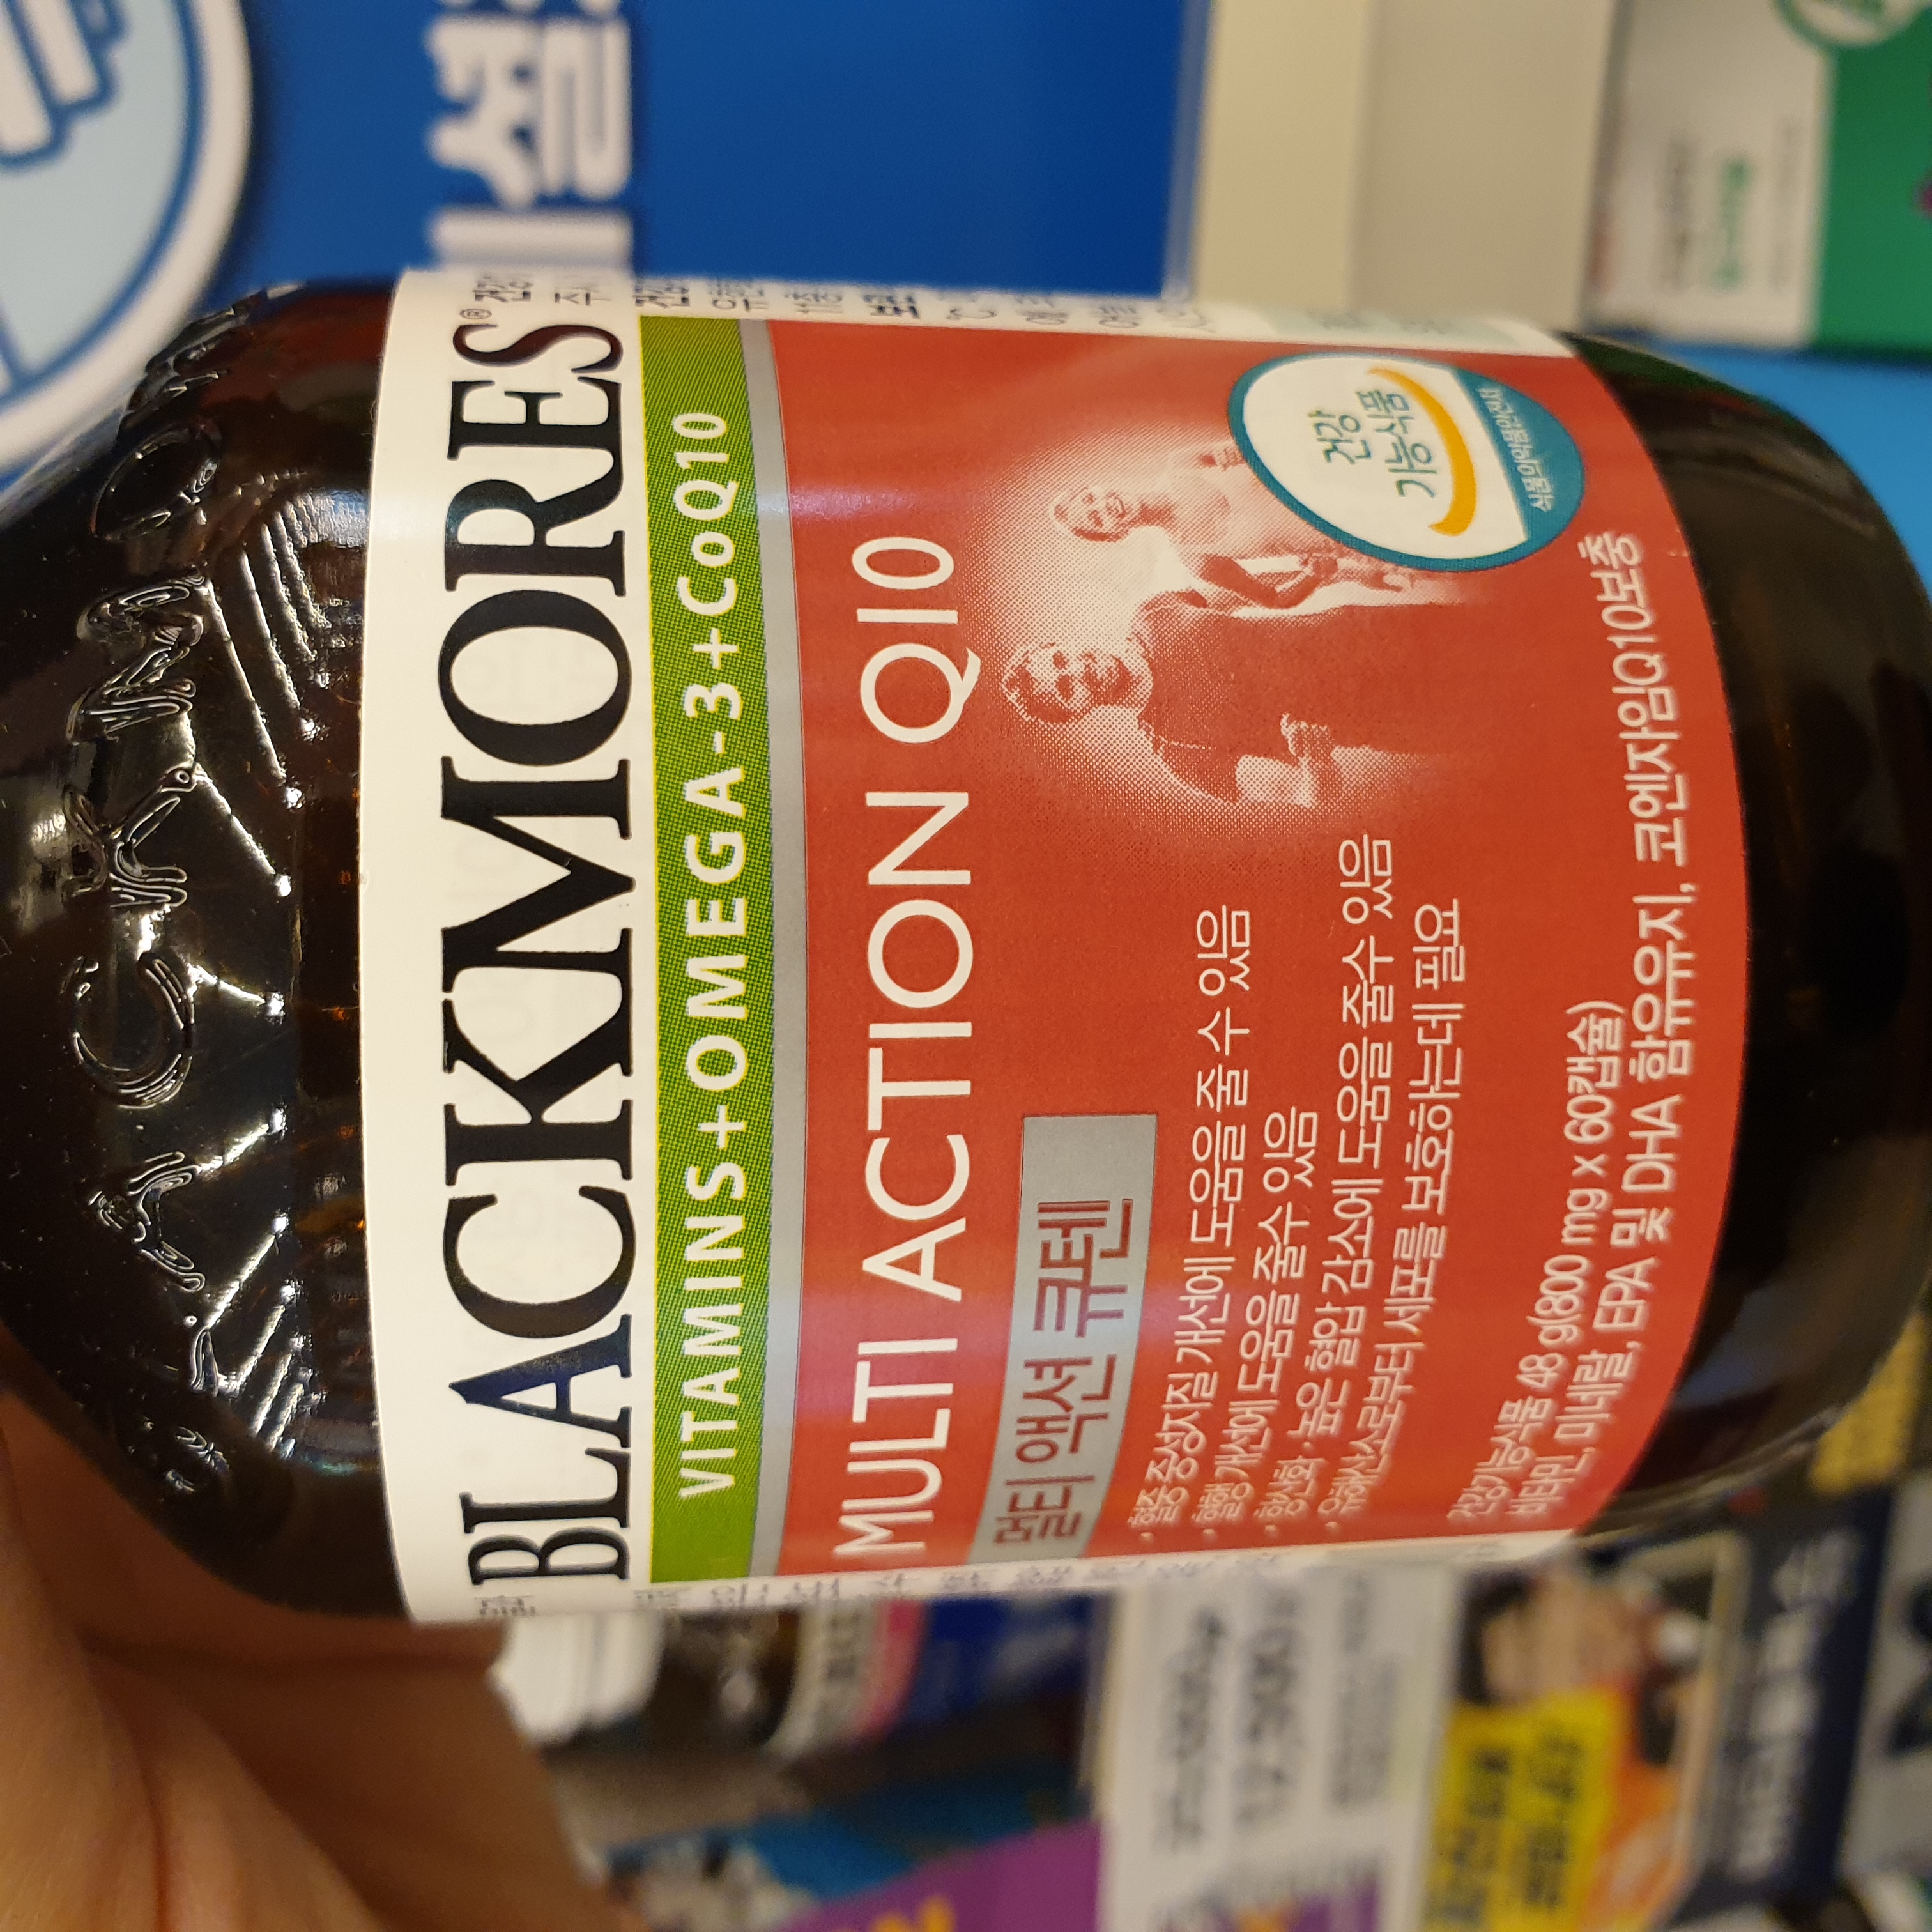 BLACKMO
BLACKMORES®
VITAMINS+OMEGA-3+CoQ10
MULTI ACTION Q10
멀티 액션 큐텐
· 혈중 중성지질 개선에 도움을 줄 수 있음
· 혈행 개선에 도움을 줄수 있음
· 항산화·높은 혈압 감소에 도움을 줄수 있음
· 유해산소로부터 세포를 보호하는데 필요
건강
기능식품
식품의약품안전처
건강기능식품 48 g(800 mg x 60캡슐)
비타민, 미네랄, EPA 및 DHA 함유유지, 코엔자임Q10보충